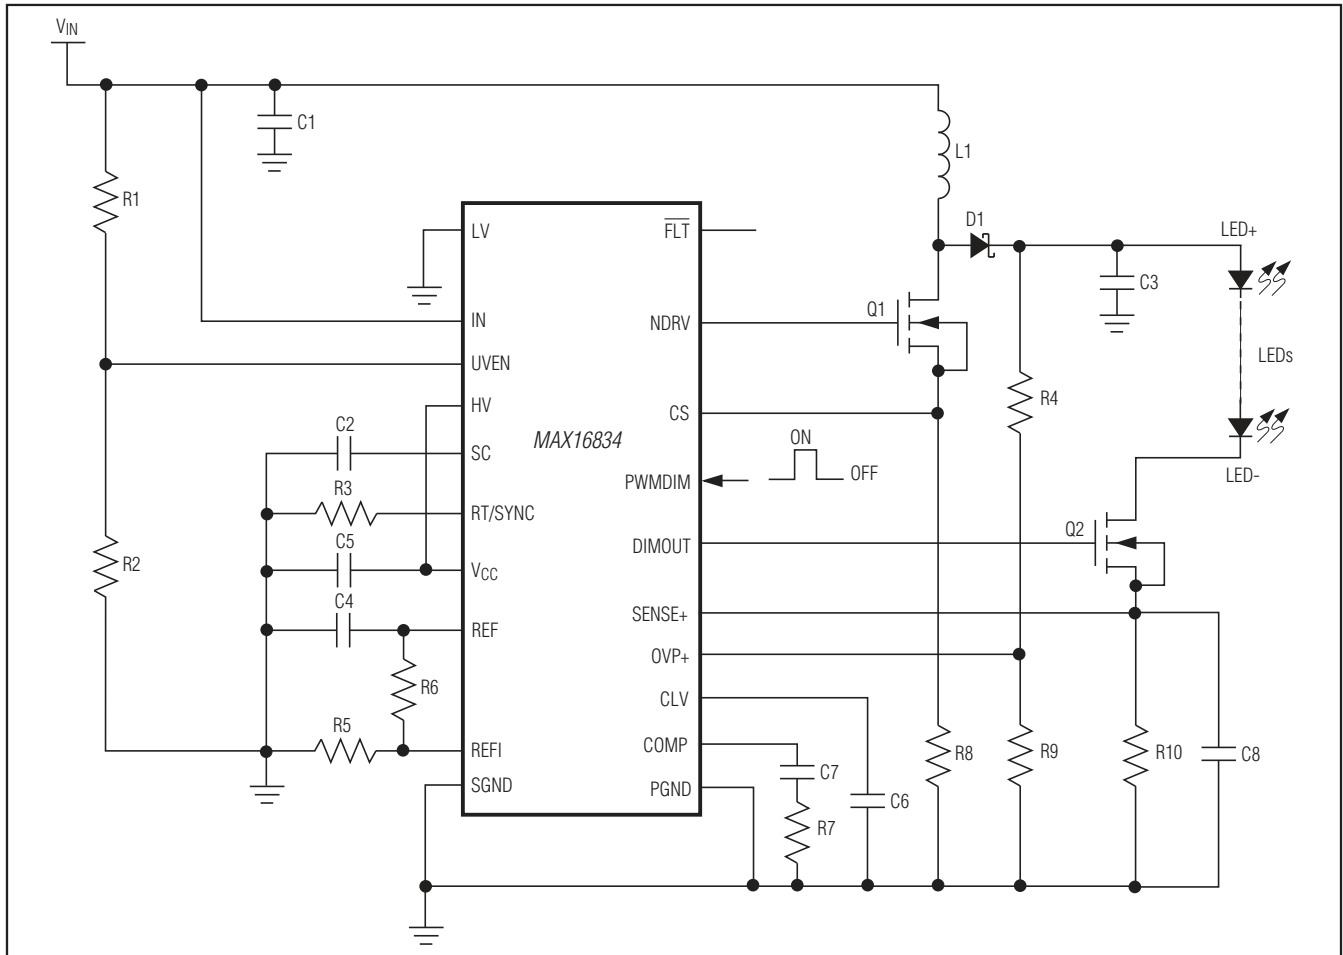 VIN
C1
R1
L1
D1
LED+
LV
FLT
C3
Q1
IN
NDRV
LEDs
UVEN
HV
R4
CS
C2
MAX16834
ON
SC
OFF
PWMDIM
LED-
R3
RT/SYNC
Q2
C5
DIMOUT
R2
VCC
C4
SENSE+
REF
OVP+
R6
CLV
R5
COMP
REFI
R8
R9
R10
C8
C7
SGND
PGND
C6
R7